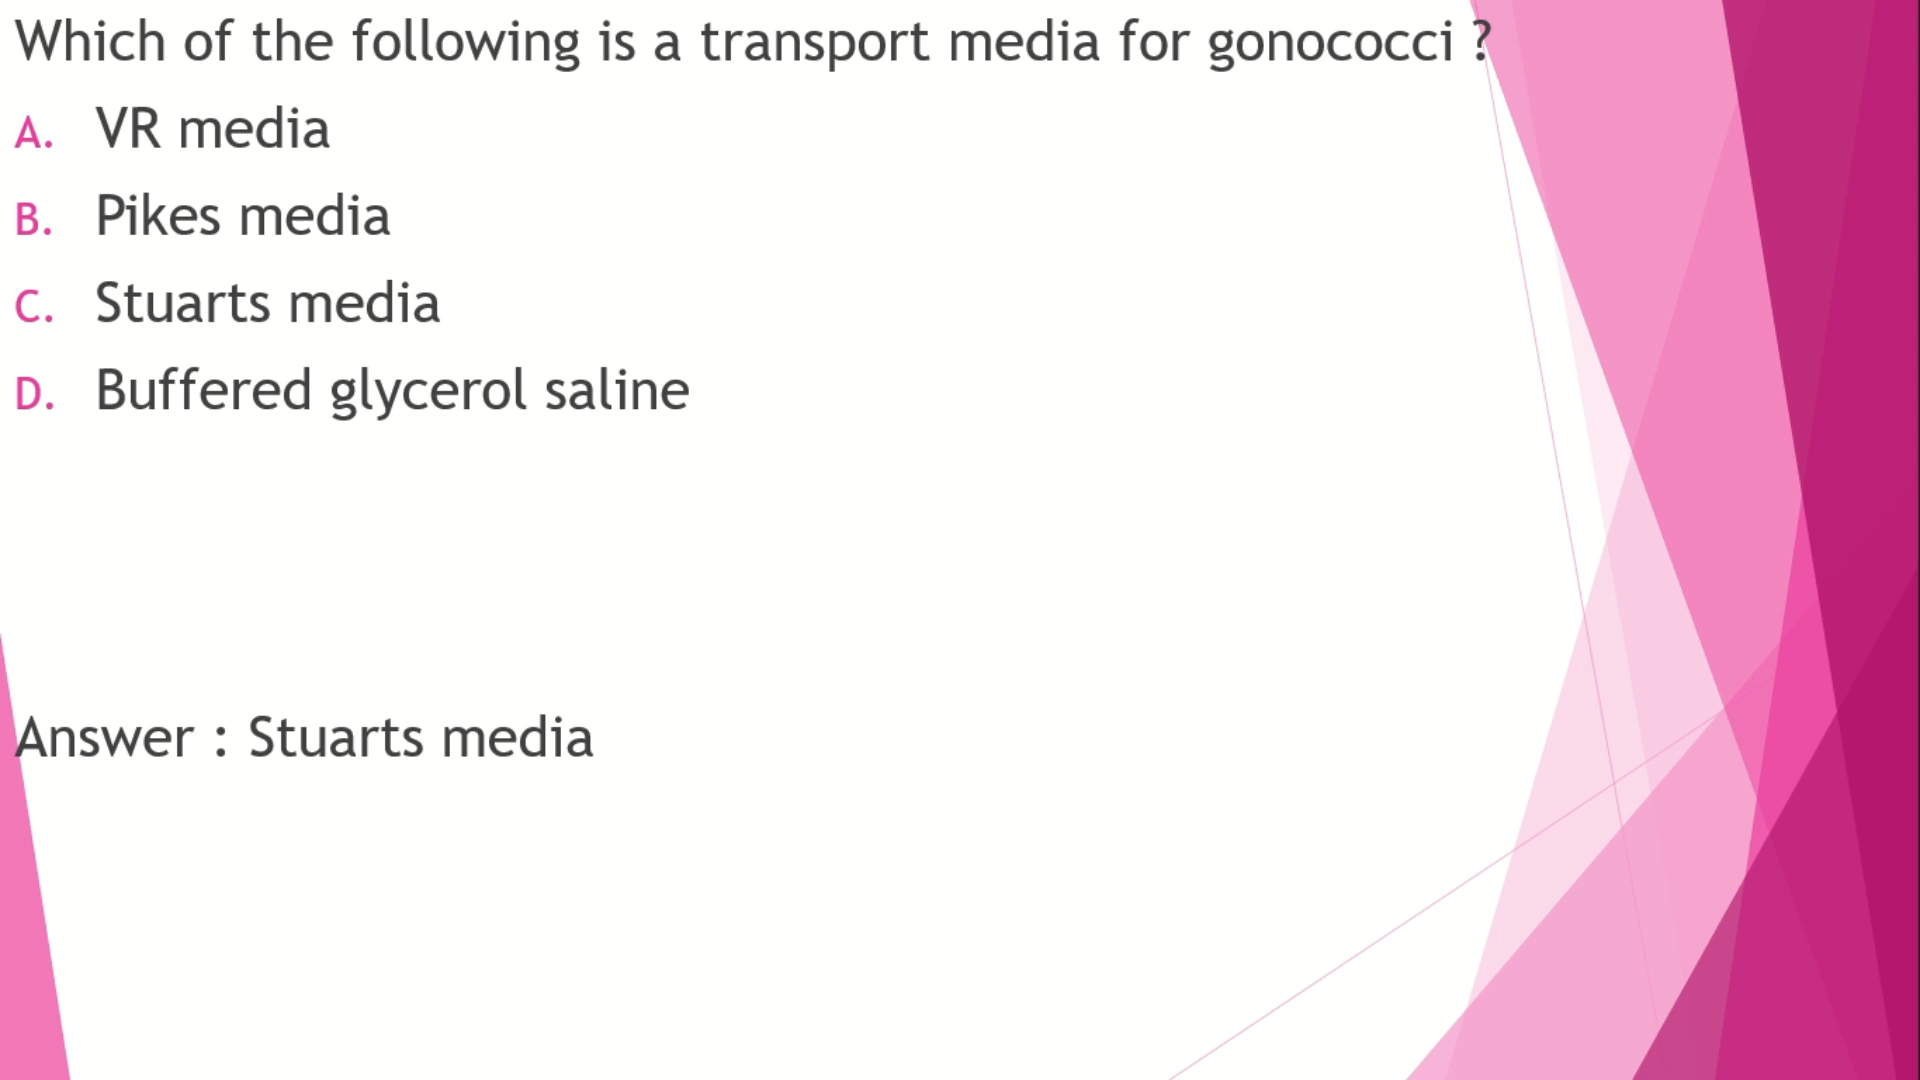 Which of the following is a transport media for gonococci ?
A. VR media
B. Pikes media
C. Stuarts media
D. Buffered glycerol saline
Answer : Stuarts media